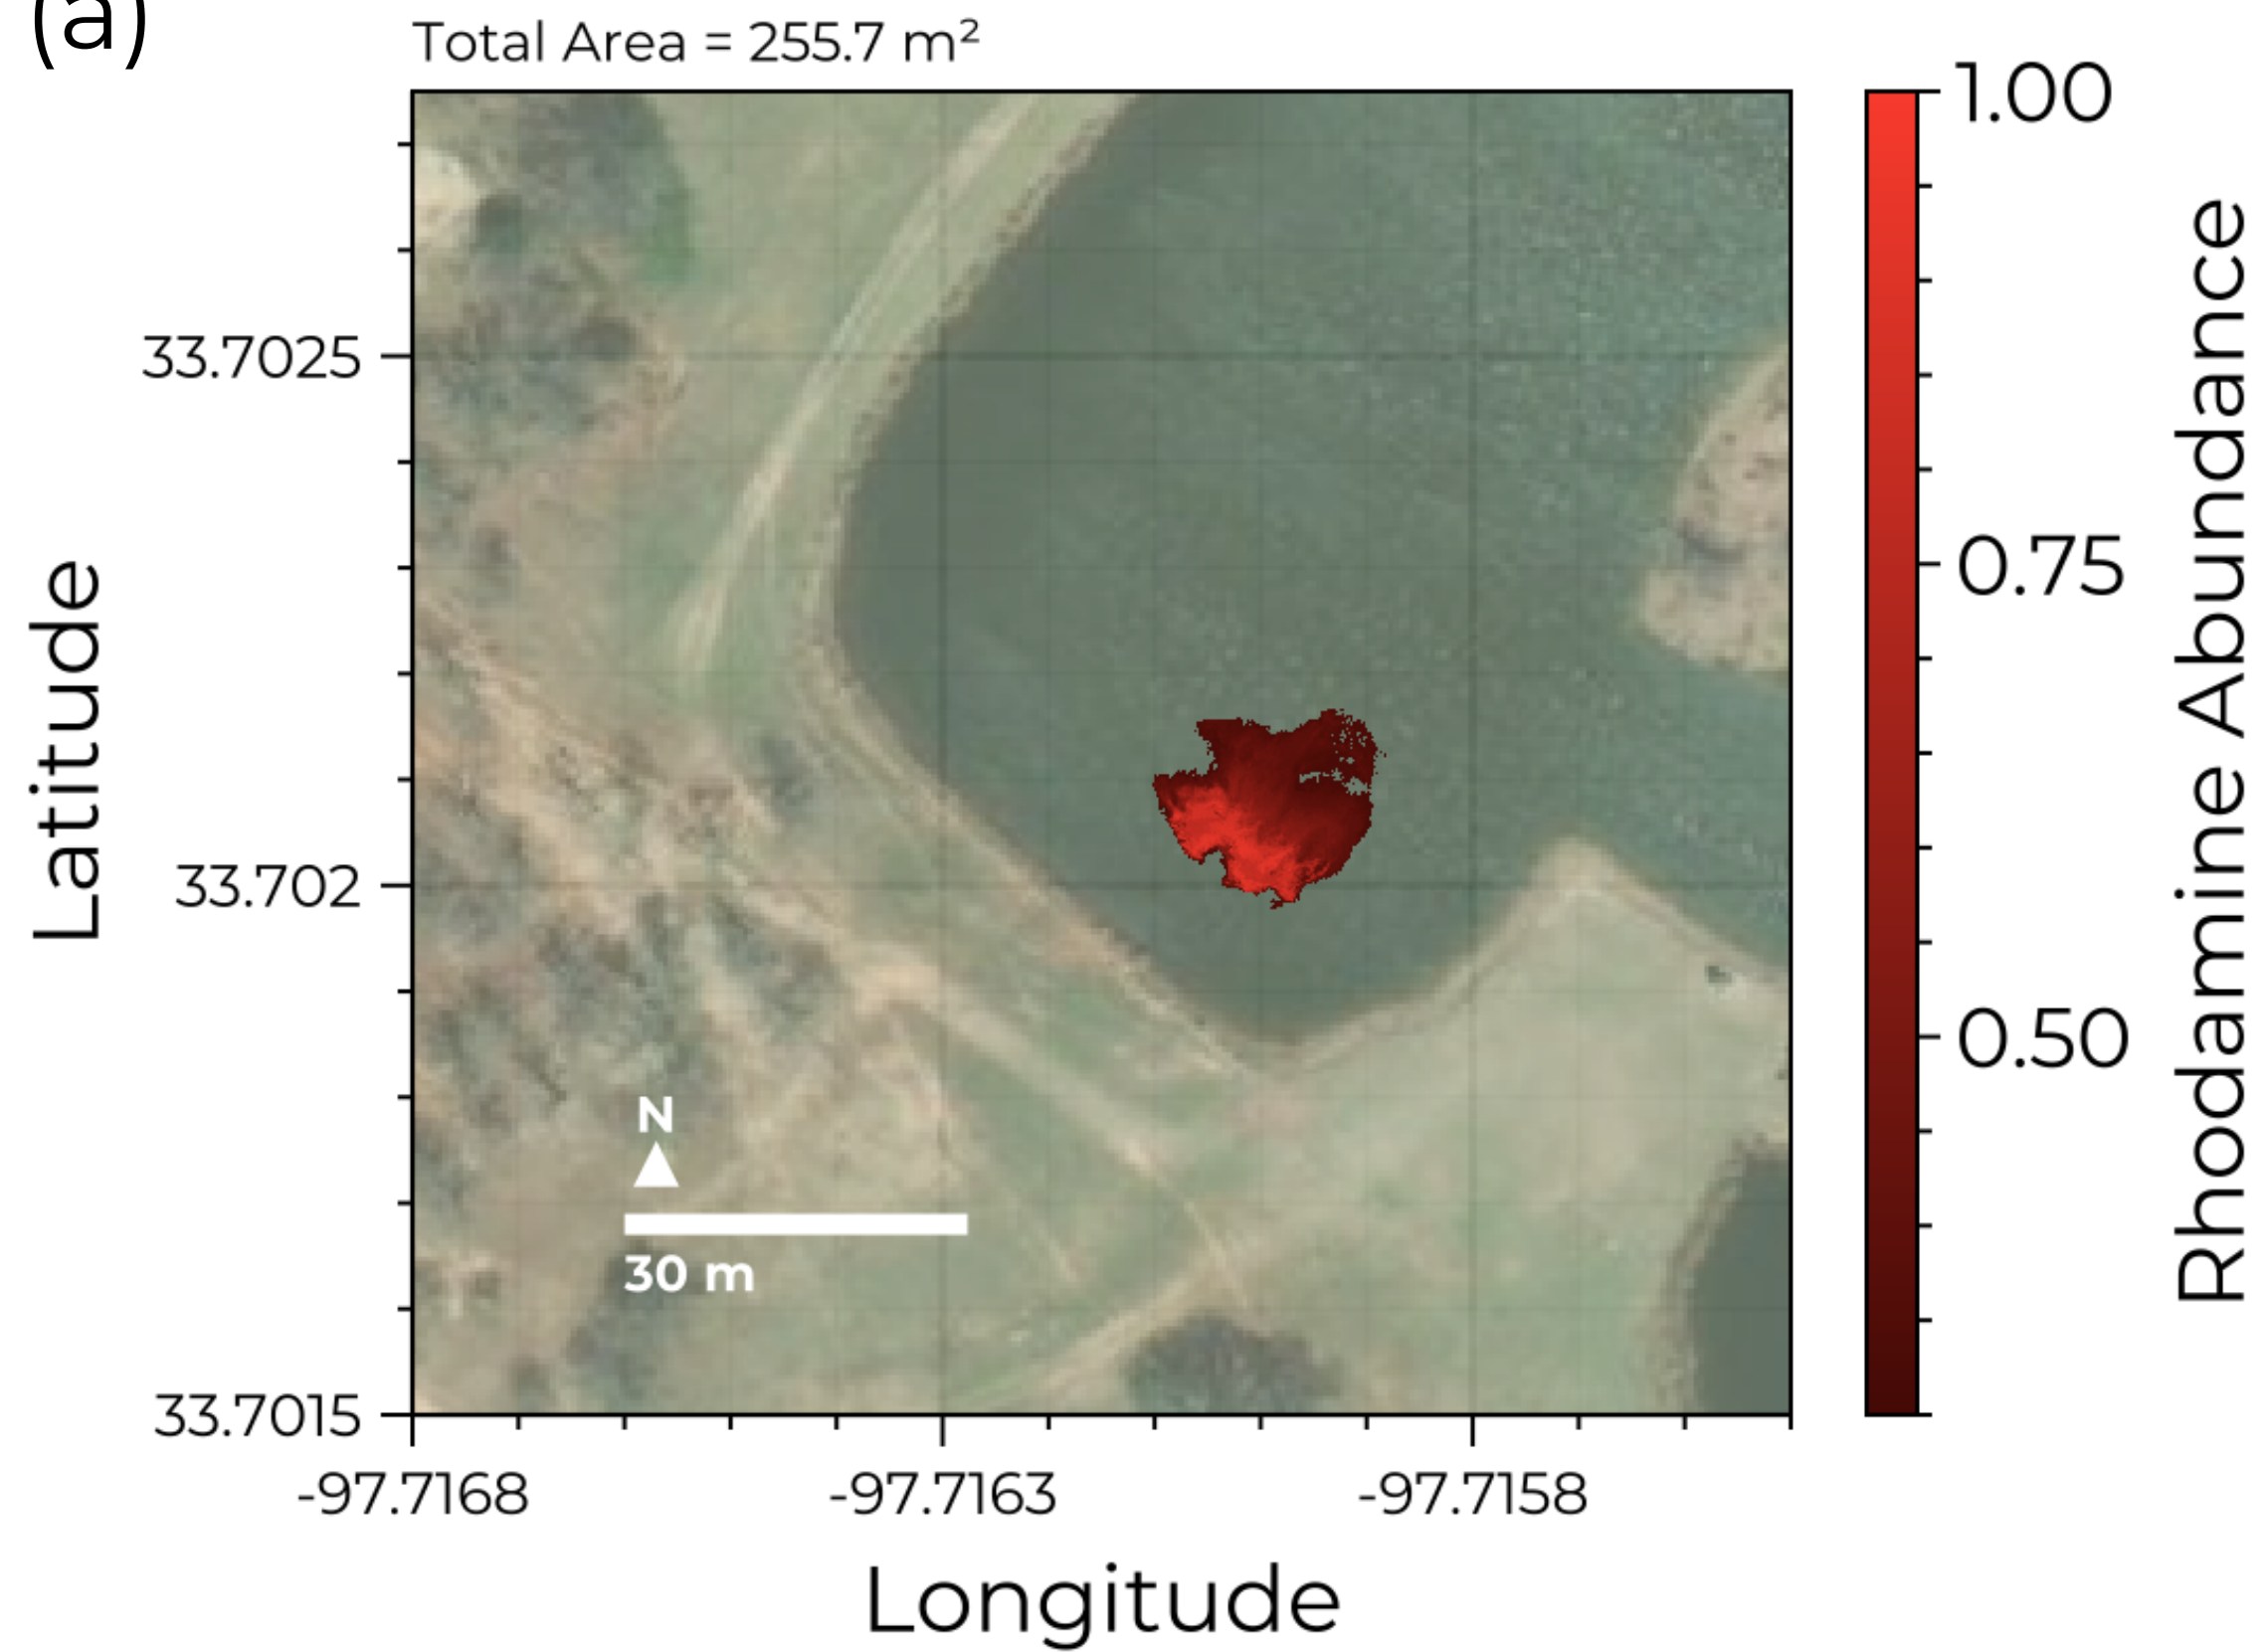 (a)
Total Area = 255.7 m²
1.00
0.75
0.50
Rhodamine Abundance
Latitude
33.7025
33.702
33.7015
N
30 m
-97.7168
-97.7163
-97.7158
Longitude